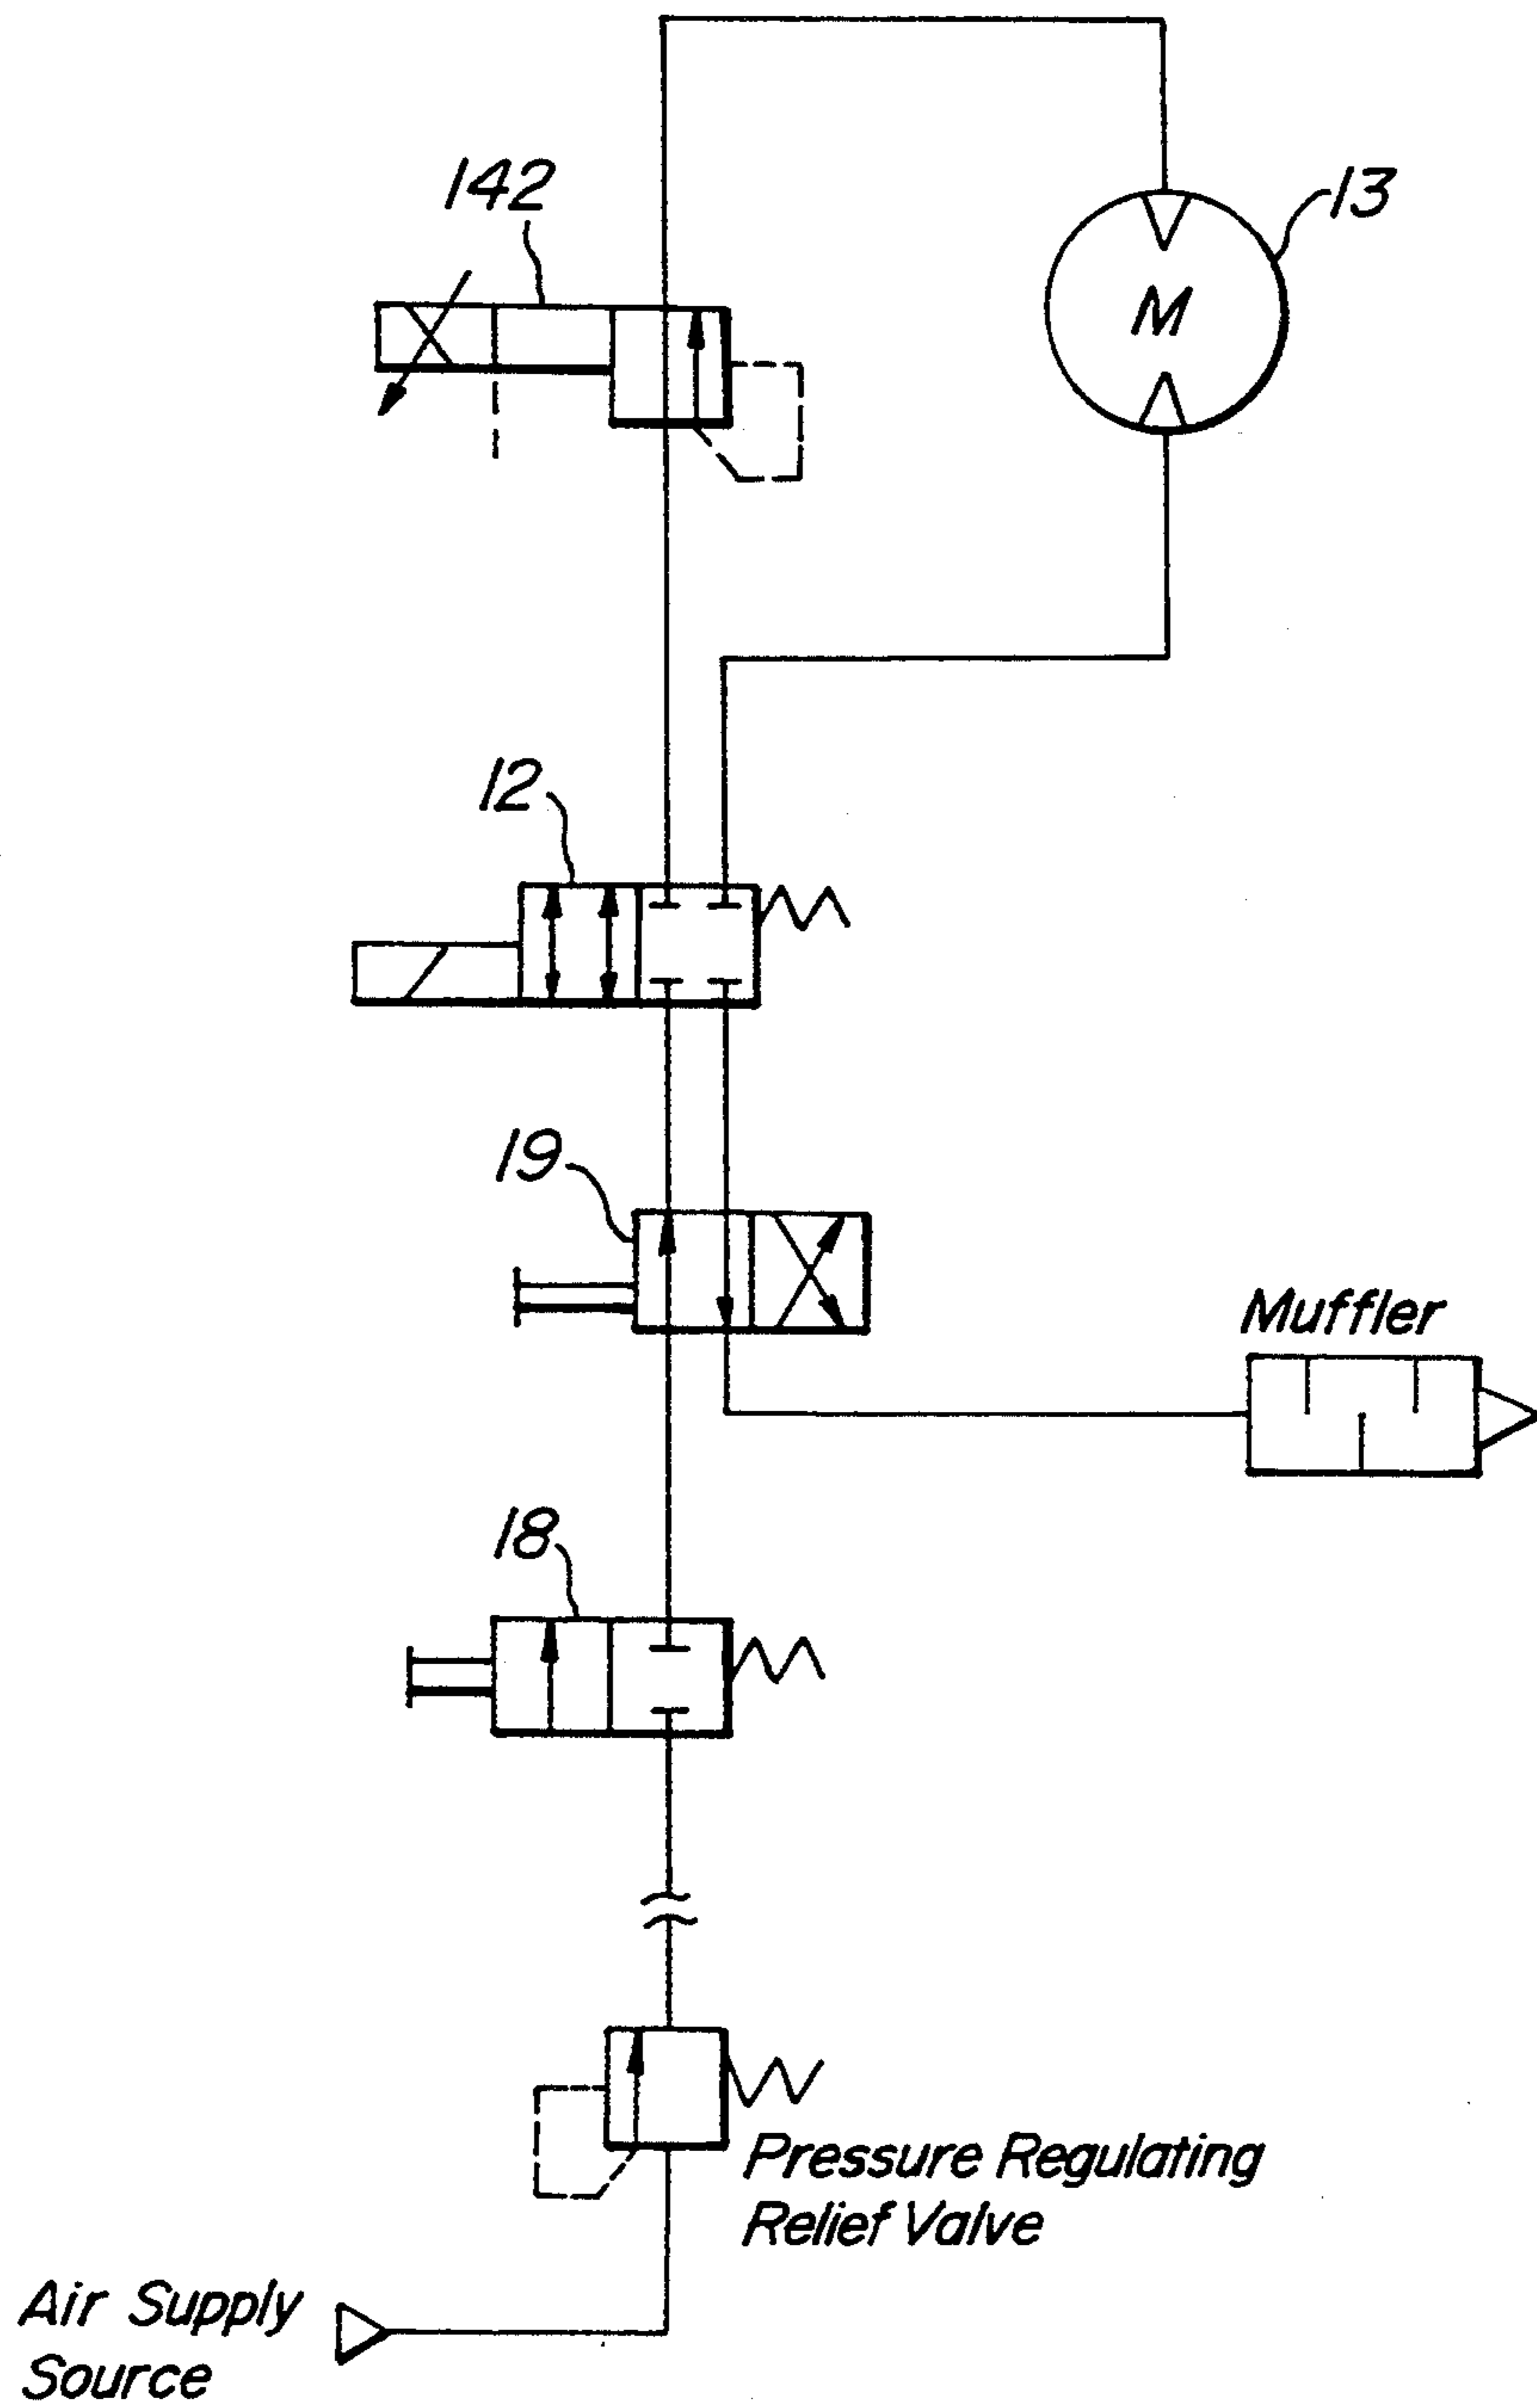 142
13
M
12
19
Muffler
18
Pressure Regulating
Relief Valve
Air Supply
Source